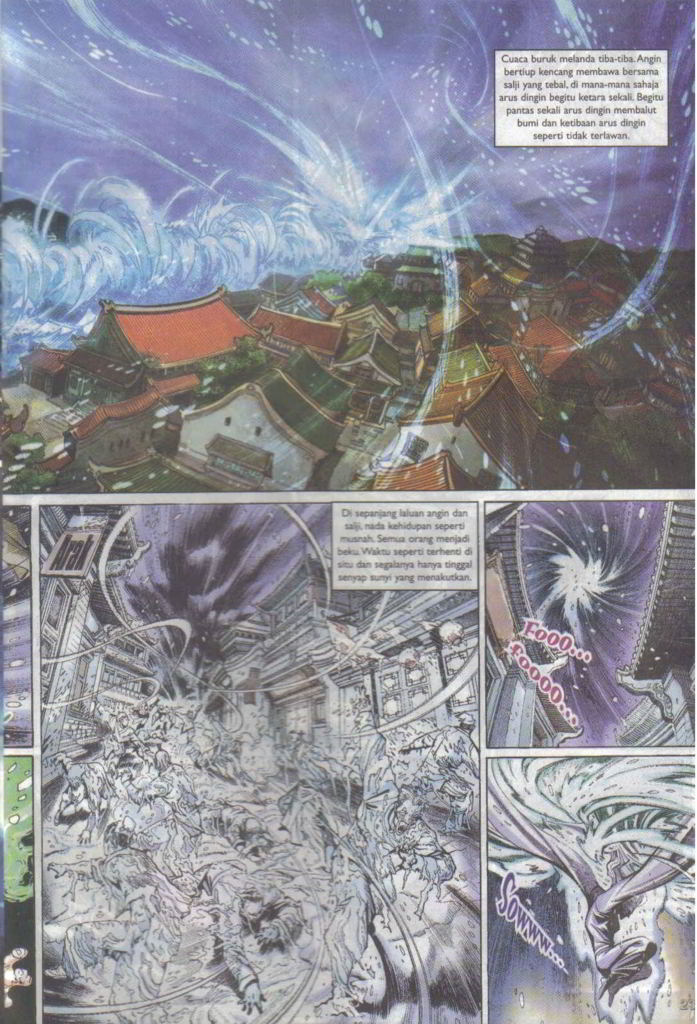 Cuaca buruk melanda tiba-tiba. Angin
bertiup kencang membawa bersama
salji yang tebal, di mana-mana sahaja
arus dingin begitu ketara sekali. Begitu
pantas sekali arus dingin membalut
bumi dan ketibaan arus dingin
seperti tidak terlawan.
Di sepanjang laluan angin dan
salji, nada kehidupan seperti
musnah. Semua orang menjadi
beku. Waktu seperti terhenti di
situ dan segalanya hanya tinggal
senyap sunyi yang menakutkan.
Fooo...
foooo...
Sowww...